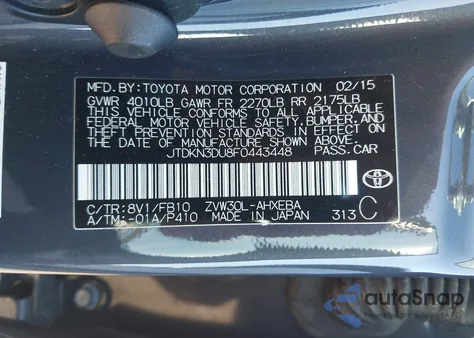 MFD. BY: TOYOTA MOTOR CORPORATION 02/15
GVWR 4010LB GAWR FR 2270LB RR 2175LB
THIS VEHICLE CONFORMS TO ALL APPLICABLE
FEDERAL MOTOR VEHICLE SAFETY, BUMPER, AND
THEFT PREVENTION STANDARDS IN EFFECT ON
THE DATE OF MANUFACTURE SHOWN ABOVE.
JTDKN3DU8F0443448 PASS. CAR
C/TR:8V1/FB10 ZVW30L-AHXEBA
A/TM:-01A/P410 MADE IN JAPAN 313 C
autoSnap